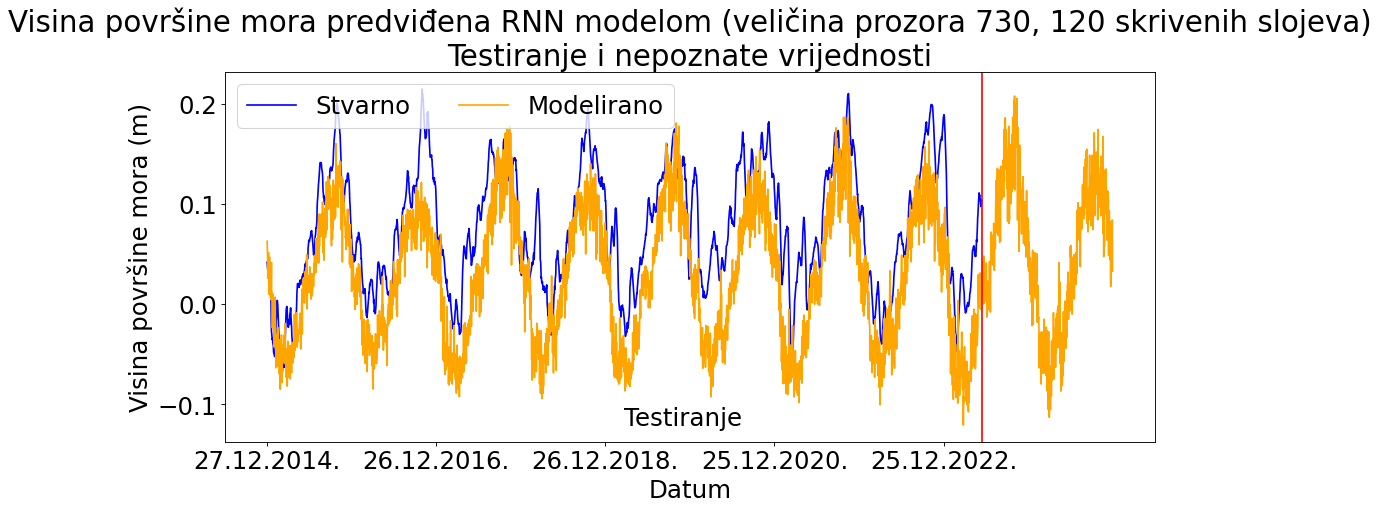 Visina površine mora predviđena RNN modelom (veličina prozora 730, 120 skrivenih slojeva)
Testiranje i nepoznate vrijednosti
Stvarno Modelirano
Visina površine mora (m)
0.2
0.1
0.0
−0.1
Testiranje
27.12.2014. 26.12.2016. 26.12.2018. 25.12.2020. 25.12.2022.
Datum